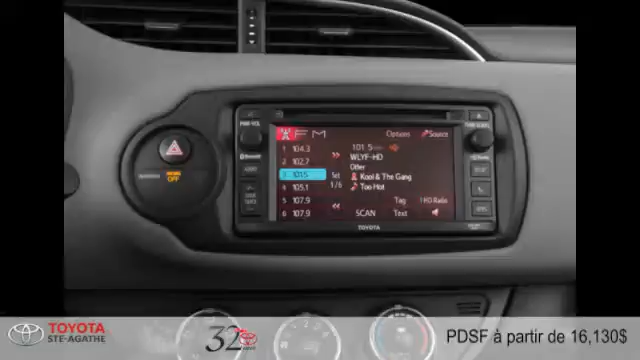 FM
Options
Source
1 104.3
2 102.7
3 101.5
4 105.1
5 107.9
6 107.9
Set
1/6
101.5
WLYF-HD
Other
Kool & The Gang
Too Hot
Tag
HD Radio
SCAN
Text
TOYOTA
OFF
TOYOTA
STE-AGATHE
32
PDSF à partir de 16,130$